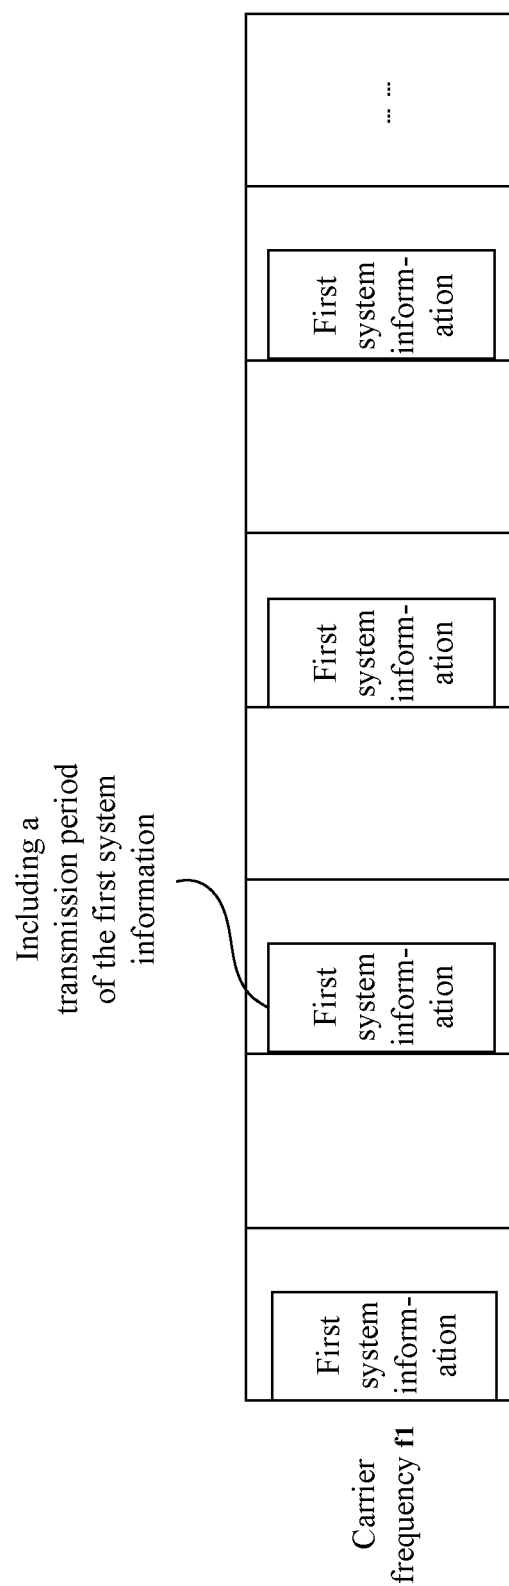 Including a
transmission period
of the first system
information
Carrier
frequency f1
First
system
inform-
ation
First
system
inform-
ation
First
system
inform-
ation
First
system
inform-
ation
... ...